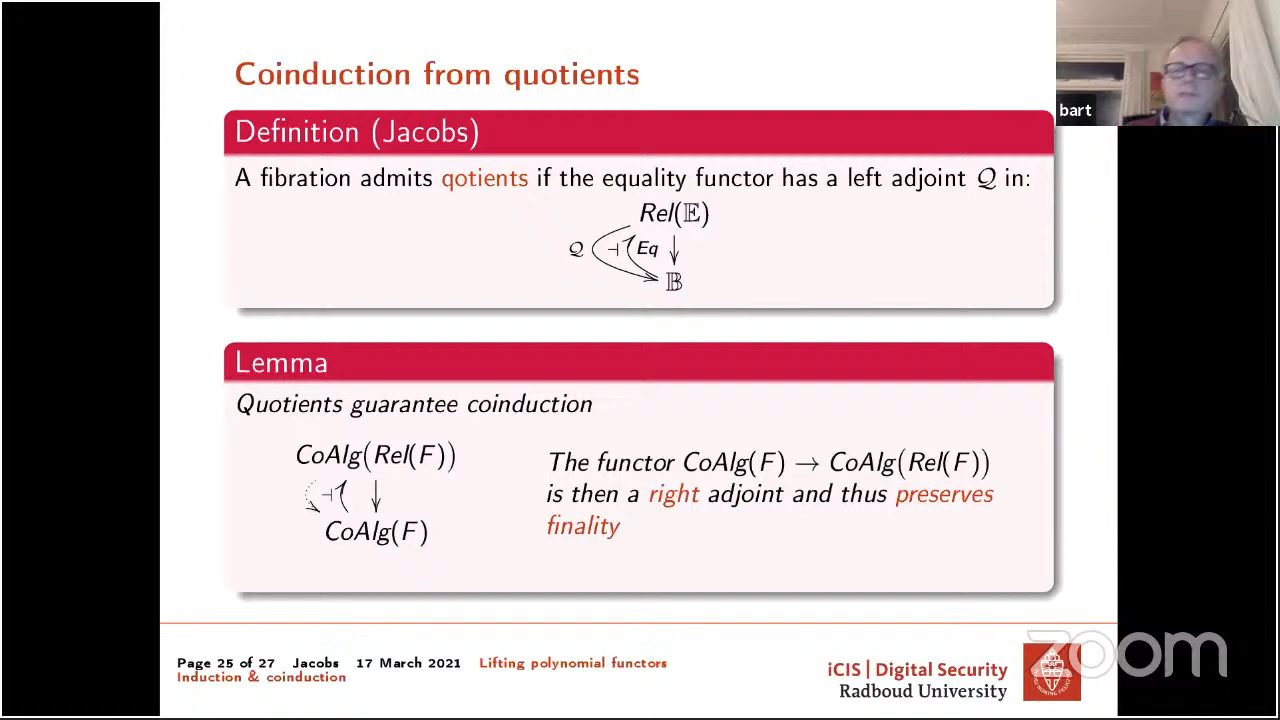 Coinduction from quotients
bart
Definition (Jacobs)
A fibration admits qotients if the equality functor has a left adjoint 𝒬 in:
Rel(𝔼)
𝒬 ⊣ Eq
𝔹
Lemma
Quotients guarantee coinduction
CoAlg(Rel(F))
⊣
CoAlg(F)
The functor CoAlg(F) → CoAlg(Rel(F))
is then a right adjoint and thus preserves
finality
Page 25 of 27 Jacobs 17 March 2021 Lifting polynomial functors
Induction & coinduction
iCIS | Digital Security
Radboud University
zoom